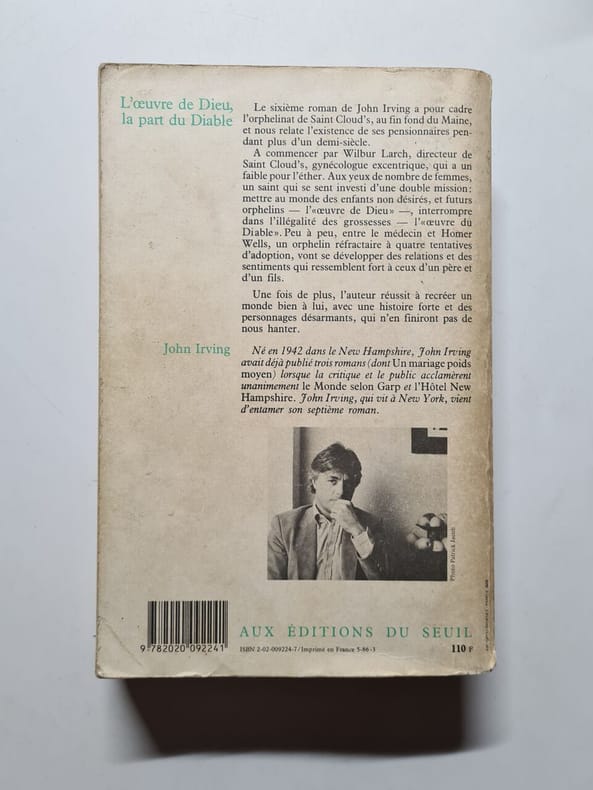 L'œuvre de Dieu,
la part du Diable
Le sixième roman de John Irving a pour cadre
l'orphelinat de Saint Cloud's, au fin fond du Maine,
et nous relate l'existence de ses pensionnaires pen-
dant plus d'un demi-siècle.
A commencer par Wilbur Larch, directeur de
Saint Cloud's, gynécologue excentrique, qui a un
faible pour l'éther. Aux yeux de nombre de femmes,
un saint qui se sent investi d'une double mission:
mettre au monde des enfants non désirés, et futurs
orphelins — l'«œuvre de Dieu» —, interrompre
dans l'illégalité des grossesses — l'«œuvre du
Diable». Peu à peu, entre le médecin et Homer
Wells, un orphelin réfractaire à quatre tentatives
d'adoption, vont se développer des relations et des
sentiments qui ressemblent fort à ceux d'un père et
d'un fils.
Une fois de plus, l'auteur réussit à recréer un
monde bien à lui, avec une histoire forte et des
personnages désarmants, qui n'en finiront pas de
nous hanter.
John Irving
Né en 1942 dans le New Hampshire, John Irving
avait déjà publié trois romans (dont Un mariage poids
moyen) lorsque la critique et le public acclamèrent
unanimement le Monde selon Garp et l'Hôtel New
Hampshire. John Irving, qui vit à New York, vient
d'entamer son septième roman.
Photo Patrick Jacob
AUX ÉDITIONS DU SEUIL
9 782020 092241
ISBN 2-02-009224-7/Imprimé en France 5-86-3
110 F